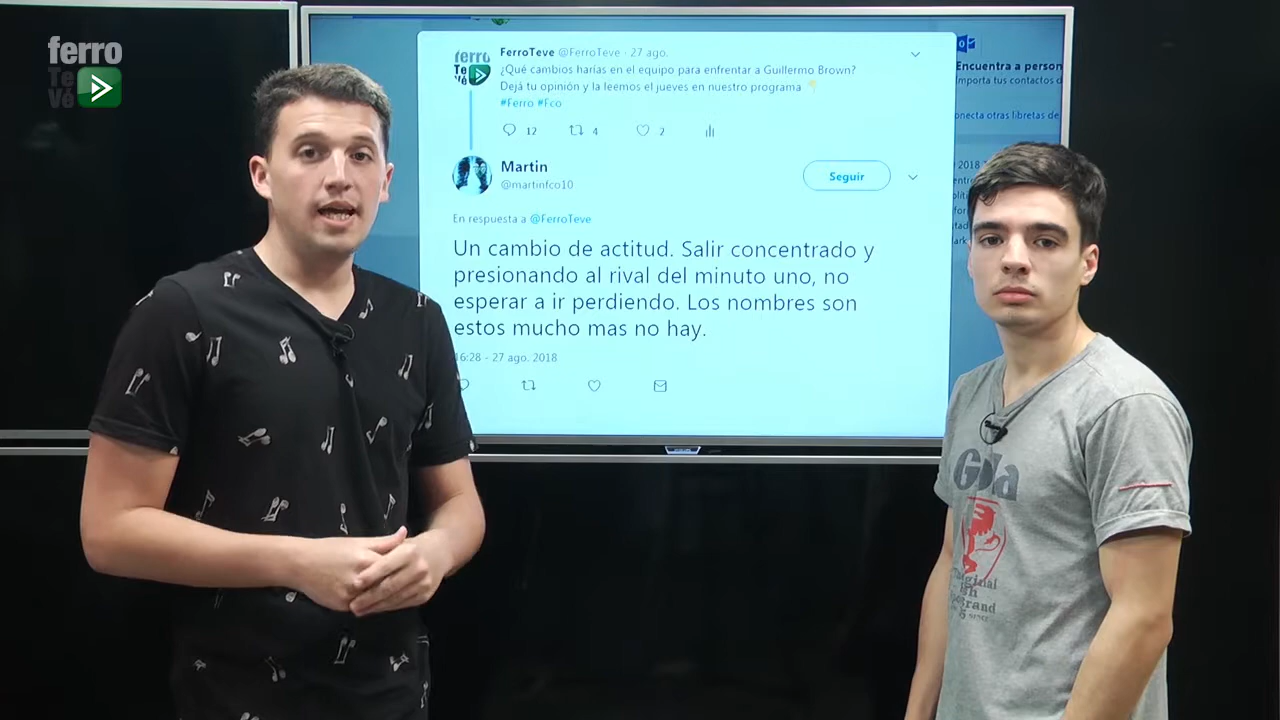 ferro
Te
Vé
FerroTeve @FerroTeve · 27 ago.
¿Qué cambios harías en el equipo para enfrentar a Guillermo Brown?
Dejá tu opinión y la leemos el jueves en nuestro programa 👇
#Ferro #Fco
12 4 2
Martin
@martinfco10
Seguir
En respuesta a @FerroTeve
Un cambio de actitud. Salir concentrado y
presionando al rival del minuto uno, no
esperar a ir perdiendo. Los nombres son
estos mucho mas no hay.
16:28 - 27 ago. 2018
Encuentra a person
Importa tus contactos d
onecta otras libretas de
2018
Gola